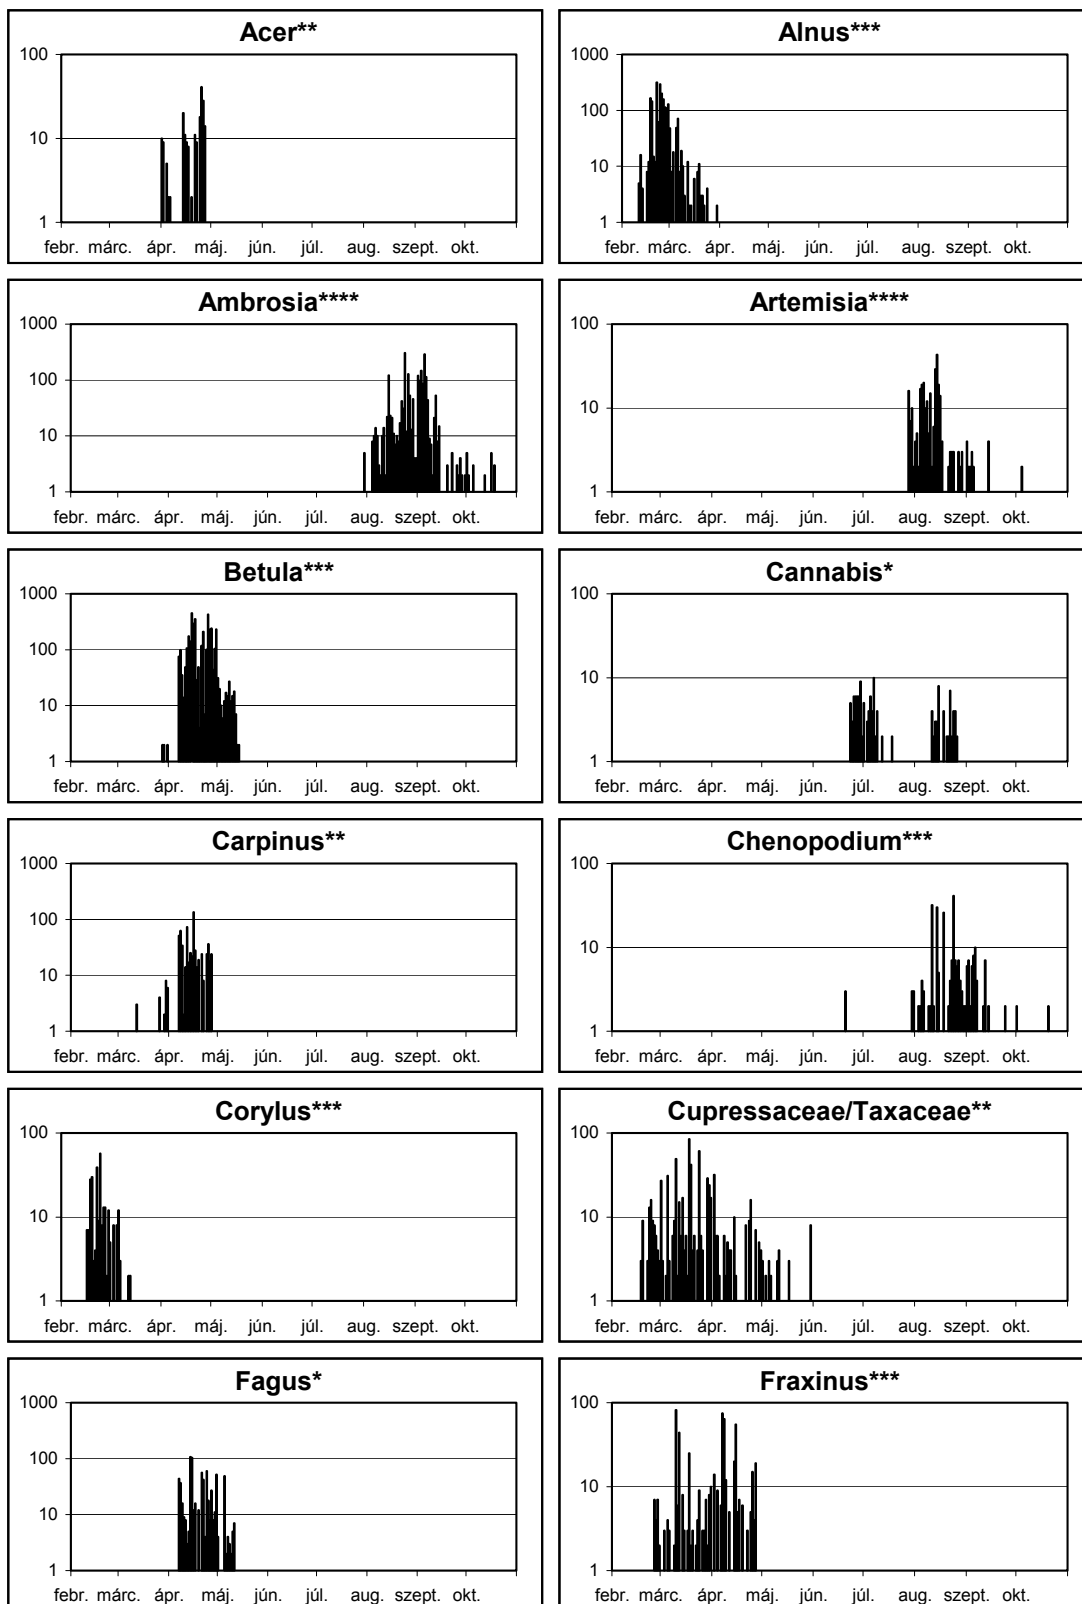 Acer**
100
10
1
febr. márc. ápr. máj. jún. júl. aug. szept. okt.
Alnus***
1000
100
10
1
febr. márc. ápr. máj. jún. júl. aug. szept. okt.
Ambrosia****
1000
100
10
1
febr. márc. ápr. máj. jún. júl. aug. szept. okt.
Artemisia****
100
10
1
febr. márc. ápr. máj. jún. júl. aug. szept. okt.
Betula***
1000
100
10
1
febr. márc. ápr. máj. jún. júl. aug. szept. okt.
Cannabis*
100
10
1
febr. márc. ápr. máj. jún. júl. aug. szept. okt.
Carpinus**
1000
100
10
1
febr. márc. ápr. máj. jún. júl. aug. szept. okt.
Chenopodium***
100
10
1
febr. márc. ápr. máj. jún. júl. aug. szept. okt.
Corylus***
100
10
1
febr. márc. ápr. máj. jún. júl. aug. szept. okt.
Cupressaceae/Taxaceae**
100
10
1
febr. márc. ápr. máj. jún. júl. aug. szept. okt.
Fagus*
1000
100
10
1
febr. márc. ápr. máj. jún. júl. aug. szept. okt.
Fraxinus***
100
10
1
febr. márc. ápr. máj. jún. júl. aug. szept. okt.